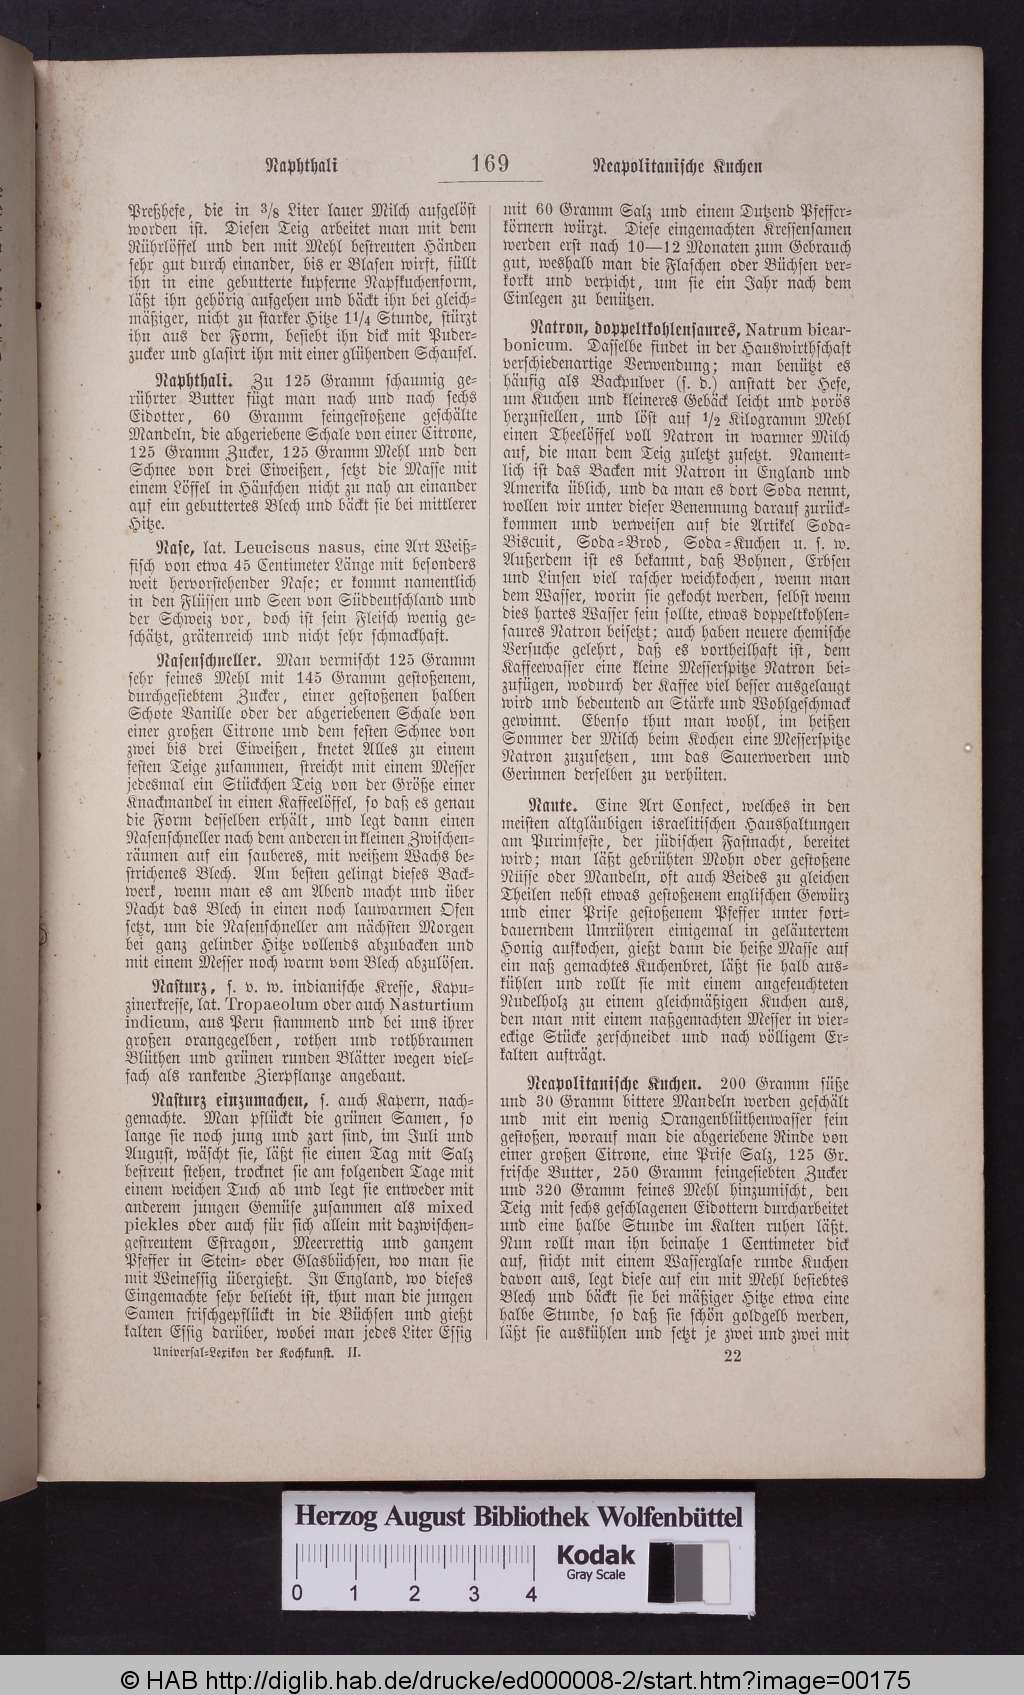 Naphthali
169
Neapolitanische Kuchen
Preßhefe, die in 3/8 Liter lauer Milch aufgelöst
worden ist. Diesen Teig arbeitet man mit dem
Rührlöffel und den mit Mehl bestreuten Händen
sehr gut durch einander, bis er Blasen wirft, füllt
ihn in eine gebutterte kupferne Napfkuchenform,
läßt ihn gehörig aufgehen und bäckt ihn bei gleich-
mäßiger, nicht zu starker Hitze 1 1/4 Stunde, stürzt
ihn aus der Form, besiebt ihn dick mit Puder-
zucker und glasirt ihn mit einer glühenden Schaufel.
Naphthali. Zu 125 Gramm schaumig ge-
rührter Butter fügt man nach und nach sechs
Eidotter, 60 Gramm feingestoßene geschälte
Mandeln, die abgeriebene Schale von einer Citrone,
125 Gramm Zucker, 125 Gramm Mehl und den
Schnee von drei Eiweißen, setzt die Masse mit
einem Löffel in Häufchen nicht zu nah an einander
auf ein gebuttertes Blech und bäckt sie bei mittlerer
Hitze.
Nase, lat. Leuciscus nasus, eine Art Weiß-
fisch von etwa 45 Centimeter Länge mit besonders
weit hervorstehender Nase; er kommt namentlich
in den Flüssen und Seen von Süddeutschland und
der Schweiz vor, doch ist sein Fleisch wenig ge-
schätzt, grätenreich und nicht sehr schmackhaft.
Nasenschneller. Man vermischt 125 Gramm
sehr feines Mehl mit 145 Gramm gestoßenem,
durchgesiebtem Zucker, einer gestoßenen halben
Schote Vanille oder der abgeriebenen Schale von
einer großen Citrone und dem festen Schnee von
zwei bis drei Eiweißen, knetet Alles zu einem
festen Teige zusammen, streicht mit einem Messer
jedesmal ein Stückchen Teig von der Größe einer
Knackmandel in einen Kaffeelöffel, so daß es genau
die Form desselben erhält, und legt dann einen
Nasenschneller nach dem anderen in kleinen Zwischen-
räumen auf ein sauberes, mit weißem Wachs be-
strichenes Blech. Am besten gelingt dieses Back-
werk, wenn man es am Abend macht und über
Nacht das Blech in einen noch lauwarmen Ofen
setzt, um die Nasenschneller am nächsten Morgen
bei ganz gelinder Hitze vollends abzubacken und
mit einem Messer noch warm vom Blech abzulösen.
Nasturz, s. v. w. indianische Kresse, Kapu-
zinerkresse, lat. Tropaeolum oder auch Nasturtium
indicum, aus Peru stammend und bei uns ihrer
großen orangegelben, rothen und rothbraunen
Blüthen und grünen runden Blätter wegen viel-
fach als rankende Zierpflanze angebaut.
Nasturz einzumachen, s. auch Kapern, nach-
gemachte. Man pflückt die grünen Samen, so
lange sie noch jung und zart sind, im Juli und
August, wäscht sie, läßt sie einen Tag mit Salz
bestreut stehen, trocknet sie am folgenden Tage mit
einem weichen Tuch ab und legt sie entweder mit
anderem jungen Gemüse zusammen als mixed
pickles oder auch für sich allein mit dazwischen-
gestreutem Estragon, Meerrettig und ganzem
Pfeffer in Stein- oder Glasbüchsen, wo man sie
mit Weinessig übergießt. In England, wo dieses
Eingemachte sehr beliebt ist, thut man die jungen
Samen frischgepflückt in die Büchsen und gießt
kalten Essig darüber, wobei man jedes Liter Essig
Universal-Lexikon der Kochkunst. II.
mit 60 Gramm Salz und einem Dutzend Pfeffer-
körnern würzt. Diese eingemachten Kressensamen
werden erst nach 10—12 Monaten zum Gebrauch
gut, weshalb man die Flaschen oder Büchsen ver-
korkt und verpicht, um sie ein Jahr nach dem
Einlegen zu benützen.
Natron, doppeltkohlensaures, Natrum bicar-
bonicum. Dasselbe findet in der Hauswirthschaft
verschiedenartige Verwendung; man benützt es
häufig als Backpulver (s. d.) anstatt der Hefe,
um Kuchen und kleineres Gebäck leicht und porös
herzustellen, und löst auf 1/2 Kilogramm Mehl
einen Theelöffel voll Natron in warmer Milch
auf, die man dem Teig zuletzt zusetzt. Nament-
lich ist das Backen mit Natron in England und
Amerika üblich, und da man es dort Soda nennt,
wollen wir unter dieser Benennung darauf zurück-
kommen und verweisen auf die Artikel Soda-
Biscuit, Soda-Brod, Soda-Kuchen u. s. w.
Außerdem ist es bekannt, daß Bohnen, Erbsen
und Linsen viel rascher weichkochen, wenn man
dem Wasser, worin sie gekocht werden, selbst wenn
dies hartes Wasser sein sollte, etwas doppeltkohlen-
saures Natron beisetzt; auch haben neuere chemische
Versuche gelehrt, daß es vortheilhaft ist, dem
Kaffeewasser eine kleine Messerspitze Natron bei-
zufügen, wodurch der Kaffee viel besser ausgelaugt
wird und bedeutend an Stärke und Wohlgeschmack
gewinnt. Ebenso thut man wohl, im heißen
Sommer der Milch beim Kochen eine Messerspitze
Natron zuzusetzen, um das Sauerwerden und
Gerinnen derselben zu verhüten.
Naute. Eine Art Confect, welches in den
meisten altgläubigen israelitischen Haushaltungen
am Purimfeste, der jüdischen Fastnacht, bereitet
wird; man läßt gebrühten Mohn oder gestoßene
Nüsse oder Mandeln, oft auch Beides zu gleichen
Theilen nebst etwas gestoßenem englischen Gewürz
und einer Prise gestoßenem Pfeffer unter fort-
dauerndem Umrühren einigemal in geläutertem
Honig aufkochen, gießt dann die heiße Masse auf
ein naß gemachtes Kuchenbret, läßt sie halb aus-
kühlen und rollt sie mit einem angefeuchteten
Nudelholz zu einem gleichmäßigen Kuchen aus,
den man mit einem naßgemachten Messer in vier-
eckige Stücke zerschneidet und nach völligem Er-
kalten aufträgt.
Neapolitanische Kuchen. 200 Gramm süße
und 30 Gramm bittere Mandeln werden geschält
und mit ein wenig Orangenblüthenwasser fein
gestoßen, worauf man die abgeriebene Rinde von
einer großen Citrone, eine Prise Salz, 125 Gr.
frische Butter, 250 Gramm feingesiebten Zucker
und 320 Gramm feines Mehl hinzumischt, den
Teig mit sechs geschlagenen Eidottern durcharbeitet
und eine halbe Stunde im Kalten ruhen läßt.
Nun rollt man ihn beinahe 1 Centimeter dick
auf, sticht mit einem Wasserglase runde Kuchen
davon aus, legt diese auf ein mit Mehl besiebtes
Blech und bäckt sie bei mäßiger Hitze etwa eine
halbe Stunde, so daß sie schön goldgelb werden,
läßt sie auskühlen und setzt je zwei und zwei mit
22
Herzog August Bibliothek Wolfenbüttel
0 1 2 3 4
Kodak
Gray Scale
© HAB http://diglib.hab.de/drucke/ed000008-2/start.htm?image=00175